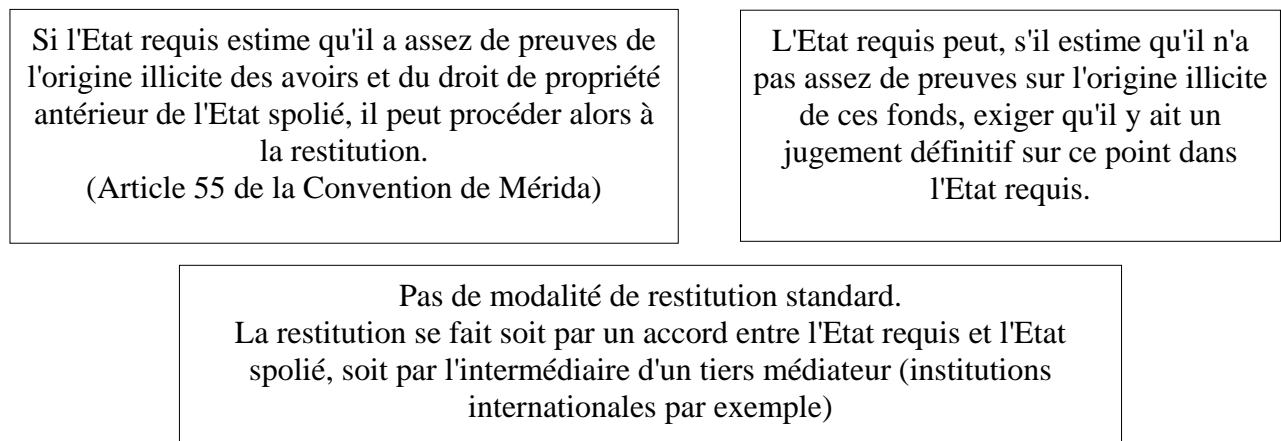 Si l'Etat requis estime qu'il a assez de preuves de
l'origine illicite des avoirs et du droit de propriété
antérieur de l'Etat spolié, il peut procéder alors à
la restitution.
(Article 55 de la Convention de Mérida)
L'Etat requis peut, s'il estime qu'il n'a
pas assez de preuves sur l'origine illicite
de ces fonds, exiger qu'il y ait un
jugement définitif sur ce point dans
l'Etat requis.
Pas de modalité de restitution standard.
La restitution se fait soit par un accord entre l'Etat requis et l'Etat
spolié, soit par l'intermédiaire d'un tiers médiateur (institutions
internationales par exemple)